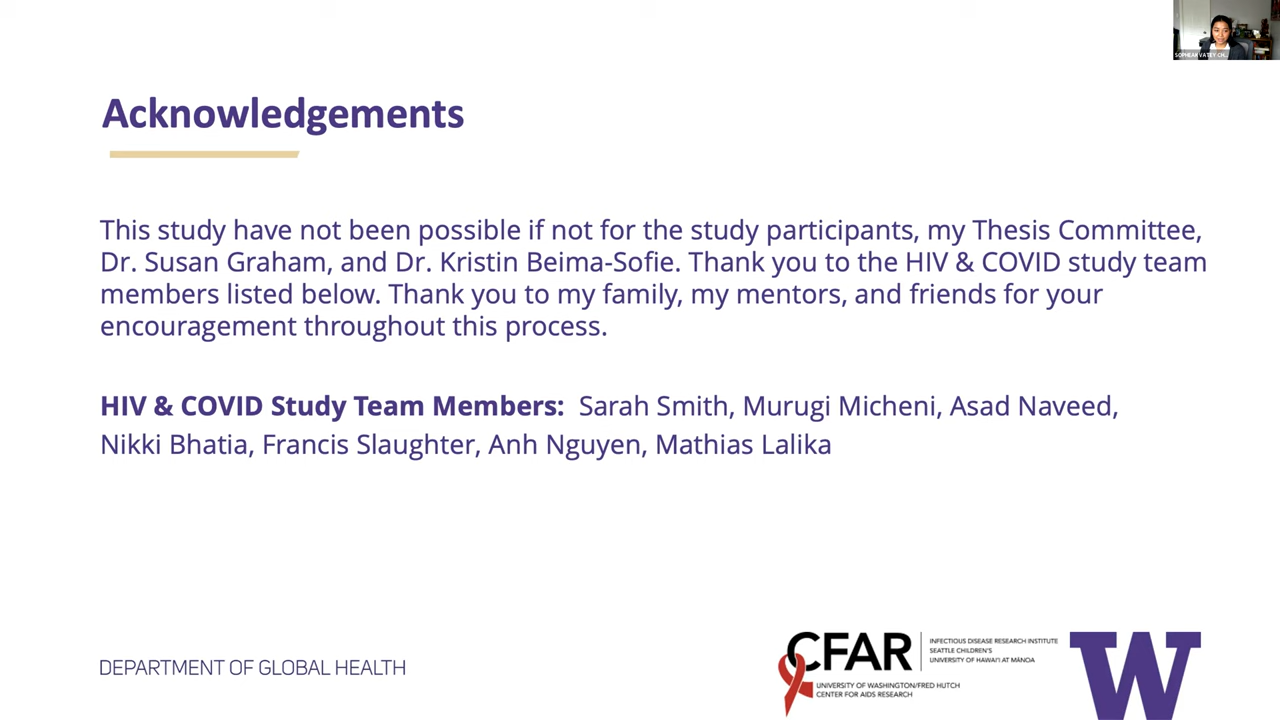 SOPHEAR VATEY CH...
Acknowledgements
This study have not been possible if not for the study participants, my Thesis Committee,
Dr. Susan Graham, and Dr. Kristin Beima-Sofie. Thank you to the HIV & COVID study team
members listed below. Thank you to my family, my mentors, and friends for your
encouragement throughout this process.
HIV & COVID Study Team Members: Sarah Smith, Murugi Micheni, Asad Naveed,
Nikki Bhatia, Francis Slaughter, Anh Nguyen, Mathias Lalika
DEPARTMENT OF GLOBAL HEALTH
CFAR
INFECTIOUS DISEASE RESEARCH INSTITUTE
SEATTLE CHILDREN'S
UNIVERSITY OF HAWAI'I AT MĀNOA
UNIVERSITY OF WASHINGTON/FRED HUTCH
CENTER FOR AIDS RESEARCH
W